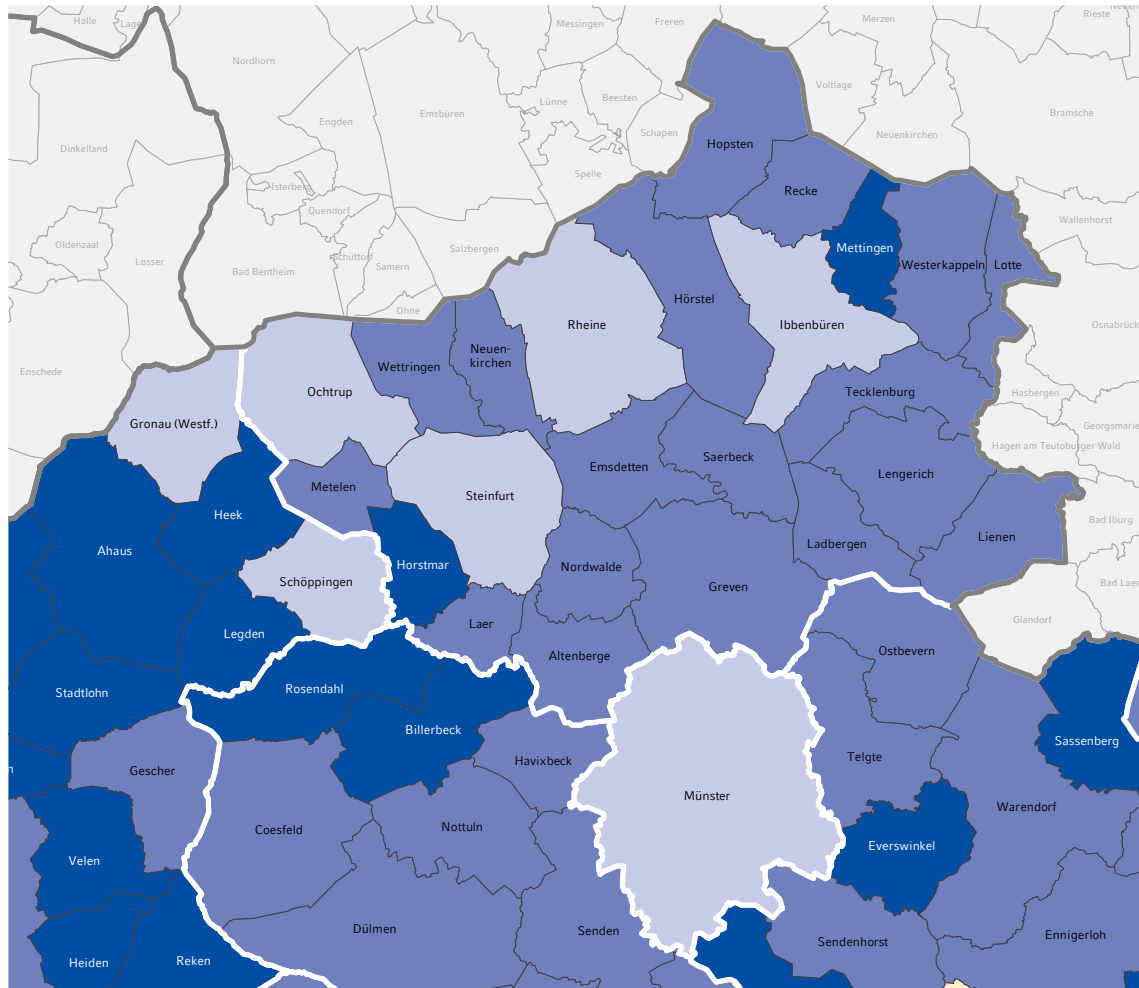 Halle
Lage
Messingen
Freren
Merzen
Rieste
Nordhorn
Voltlage
Lünne
Beesten
Emsbüren
Bramsche
Engden
Schapen
Neuenkirchen
Dinkelland
Hopsten
Spelle
Isterberg
Recke
Quendorf
Wallenhorst
Oldenzaal
Salzbergen
Mettingen
Losser
Schüttorf
Samern
Westerkappeln
Lotte
Bad Bentheim
Hörstel
Ohne
Rheine
Ibbenbüren
Osnabrück
Neuen-
kirchen
Wettringen
Enschede
Ochtrup
Tecklenburg
Hasbergen
Gronau (Westf.)
Georgsmarie
Hagen am Teutoburger Wald
Saerbeck
Emsdetten
Lengerich
Metelen
Steinfurt
Heek
Bad Iburg
Lienen
Ladbergen
Ahaus
Horstmar
Nordwalde
Schöppingen
Bad Laer
Greven
Glandorf
Laer
Legden
Ostbevern
Altenberge
Rosendahl
Stadtlohn
Billerbeck
Sassenberg
Telgte
Havixbeck
n
Gescher
Münster
Warendorf
Nottuln
Coesfeld
Everswinkel
Velen
Dülmen
Senden
Ennigerloh
Sendenhorst
Reken
Heiden